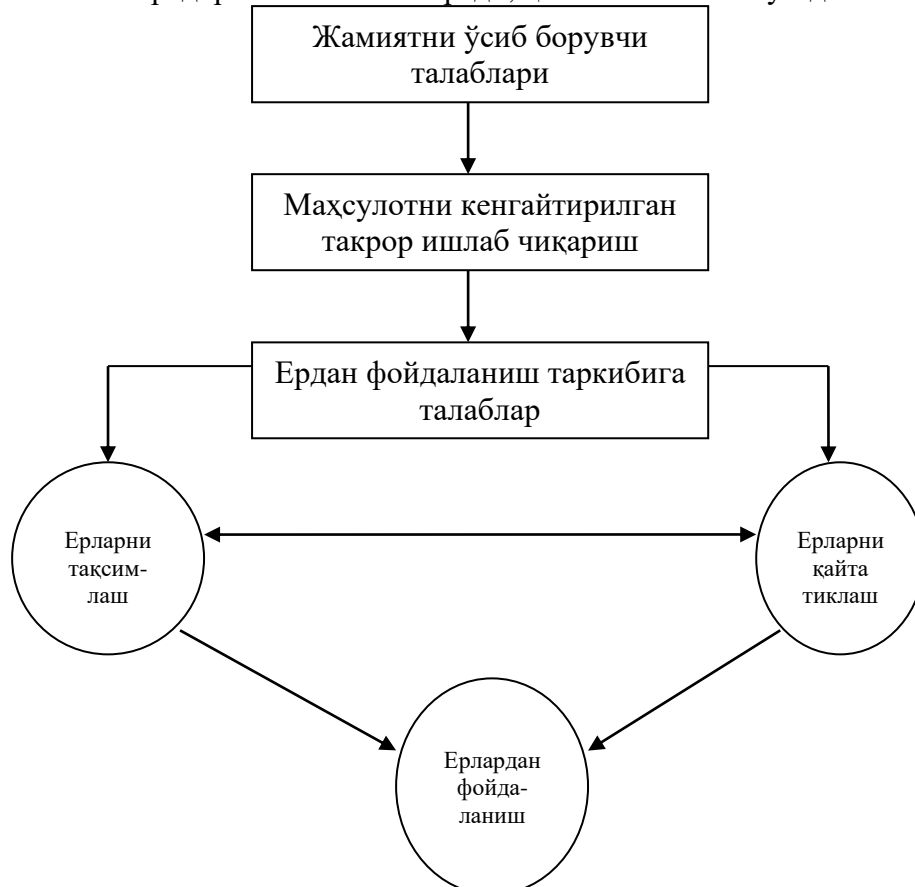 Жамиятни ўсиб борувчи
талаблари
Маҳсулотни кенгайтирилган
такрор ишлаб чиқариш
Ердан фойдаланиш таркибига
талаблар
Ерларни
тақсим-
лаш
Ерларни
қайта
тиклаш
Ерлардан
фойда-
ланиш